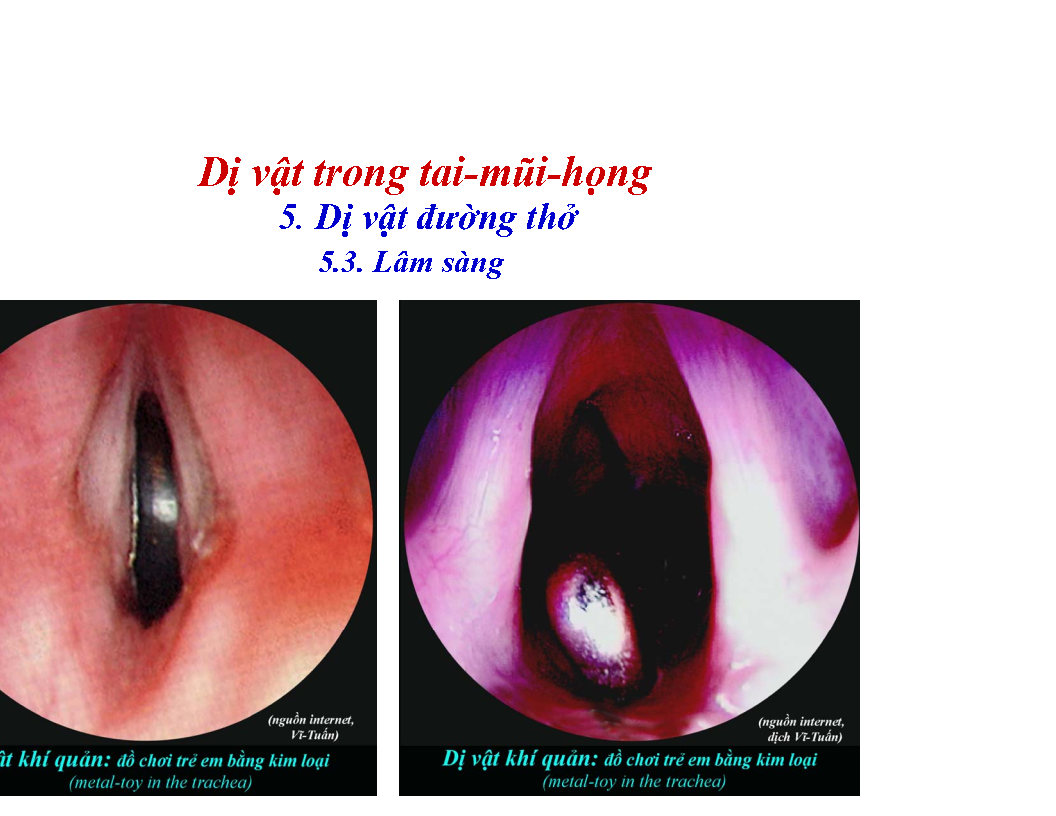 Dị vật trong tai-mũi-họng
5. Dị vật đường thở
5.3. Lâm sàng
(nguồn internet,
Vĩ-Tuấn)
ật khí quản: đồ chơi trẻ em bằng kim loại
(metal-toy in the trachea)
(nguồn internet,
dịch Vĩ-Tuấn)
Dị vật khí quản: đồ chơi trẻ em bằng kim loại
(metal-toy in the trachea)